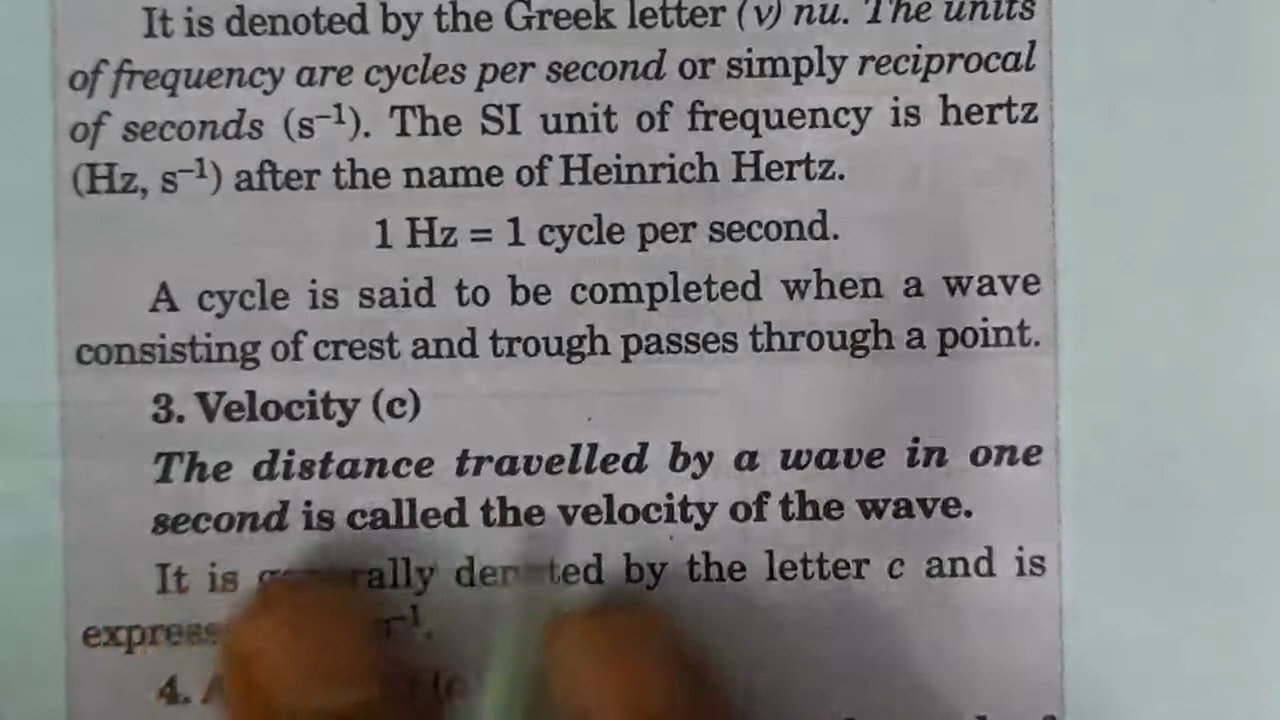 It is denoted by the Greek letter (ν) nu. The units
of frequency are cycles per second or simply reciprocal
of seconds (s⁻¹). The SI unit of frequency is hertz
(Hz, s⁻¹) after the name of Heinrich Hertz.
1 Hz = 1 cycle per second.
A cycle is said to be completed when a wave
consisting of crest and trough passes through a point.
3. Velocity (c)
The distance travelled by a wave in one
second is called the velocity of the wave.
It is by the letter c and is
4.